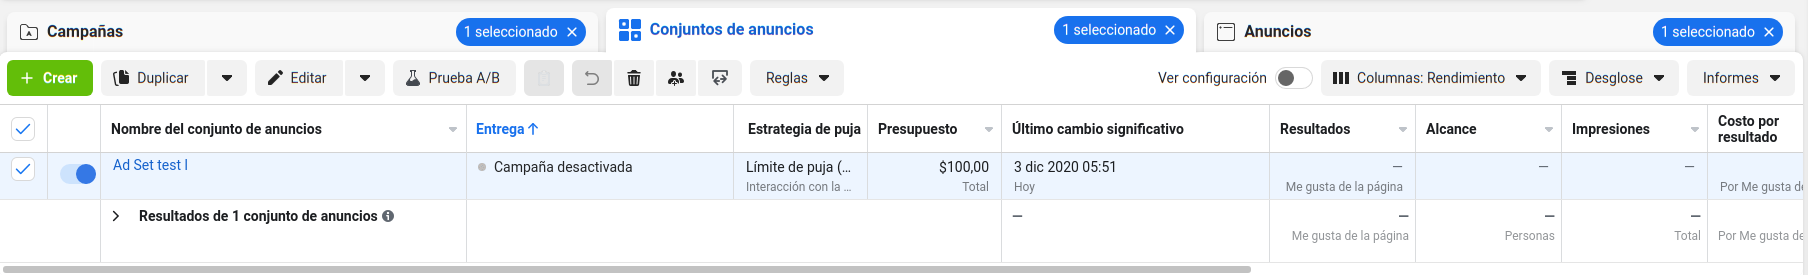 Campañas
1 seleccionado
Conjuntos de anuncios
1 seleccionado
Anuncios
1 seleccionado
Crear
Duplicar
Editar
Prueba A/B
Reglas
Ver configuración
Columnas: Rendimiento
Desglose
Informes
Nombre del conjunto de anuncios
Entrega
Estrategia de puja
Presupuesto
Último cambio significativo
Resultados
Alcance
Impresiones
Costo por
resultado
Ad Set test I
Campaña desactivada
Límite de puja (...
Interacción con la ...
$100,00
Total
3 dic 2020 05:51
Hoy
—
Me gusta de la página
—
—
Por Me gusta de
Resultados de 1 conjunto de anuncios
—
—
Me gusta de la página
—
Personas
—
Total
Por Me gusta de